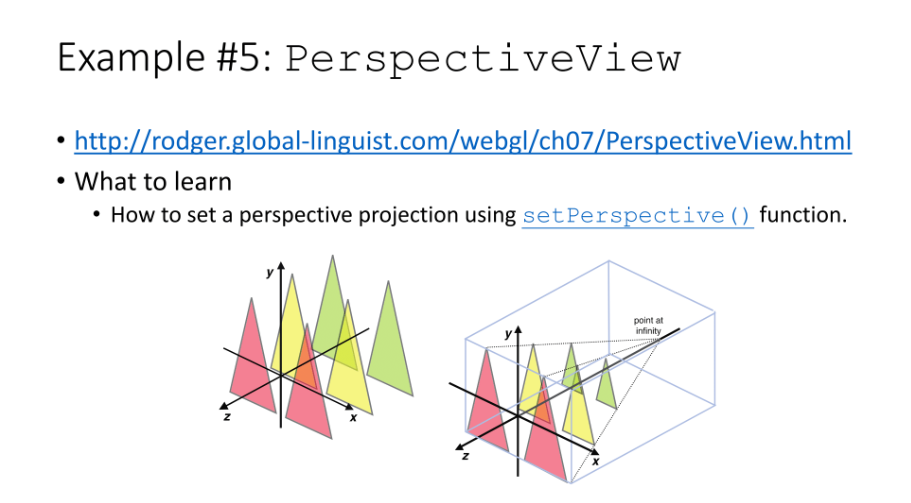 Example #5: PerspectiveView
• http://rodger.global-linguist.com/webgl/ch07/PerspectiveView.html
• What to learn
• How to set a perspective projection using setPerspective() function.
y
z
x
point at
infinity
y
z
x